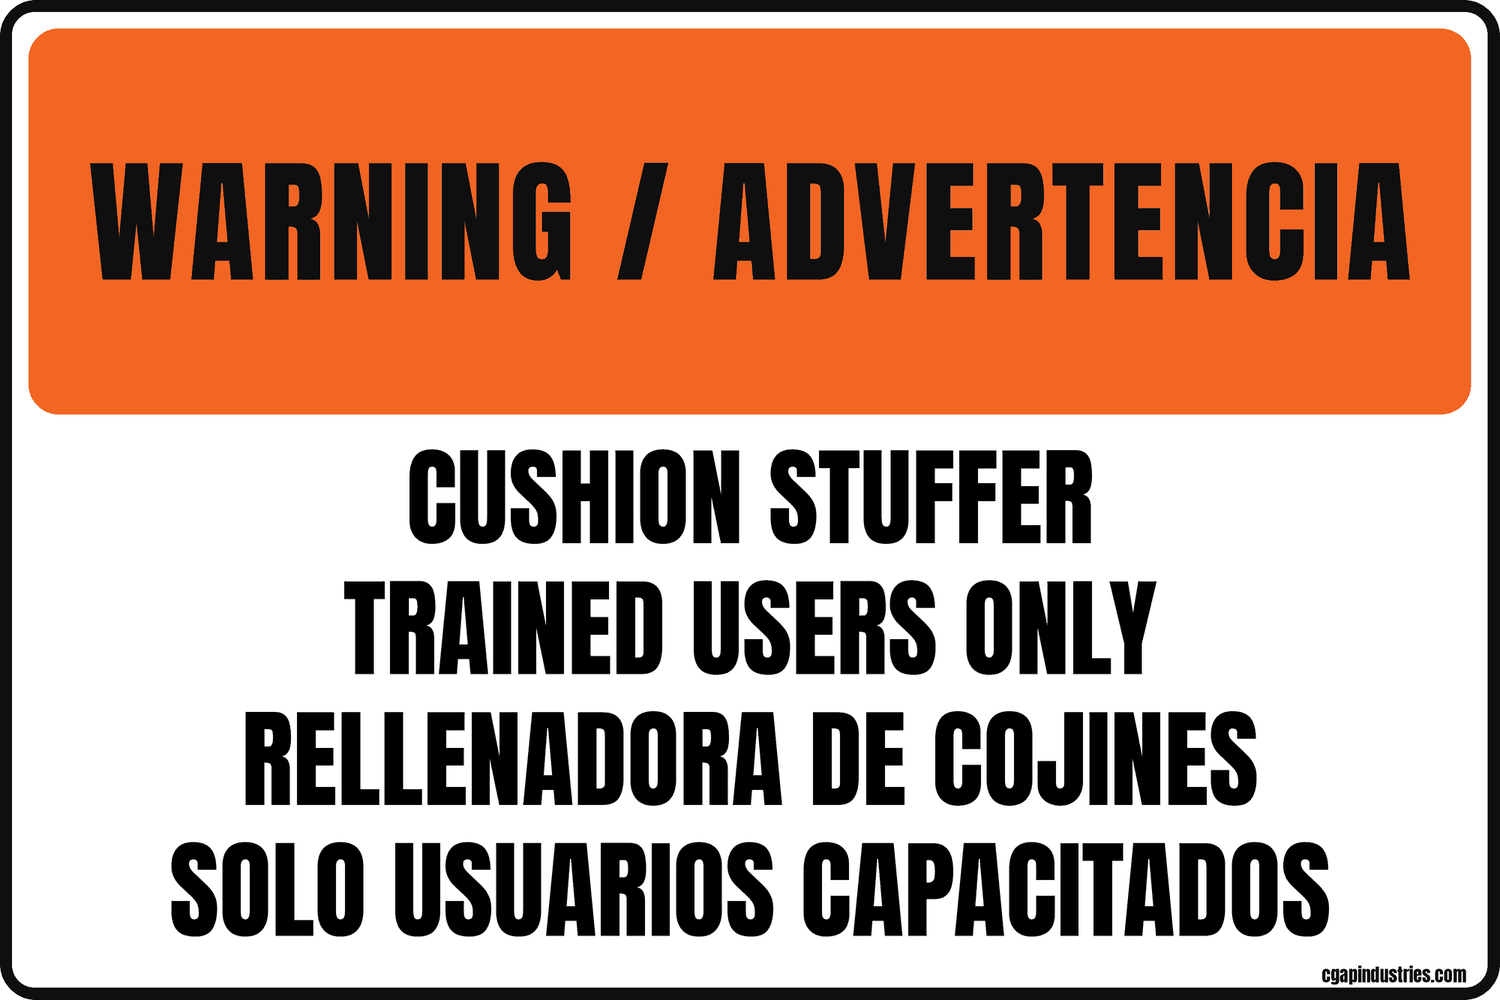 WARNING / ADVERTENCIA
CUSHION STUFFER
TRAINED USERS ONLY
RELLENADORA DE COJINES
SOLO USUARIOS CAPACITADOS
cgapindustries.com